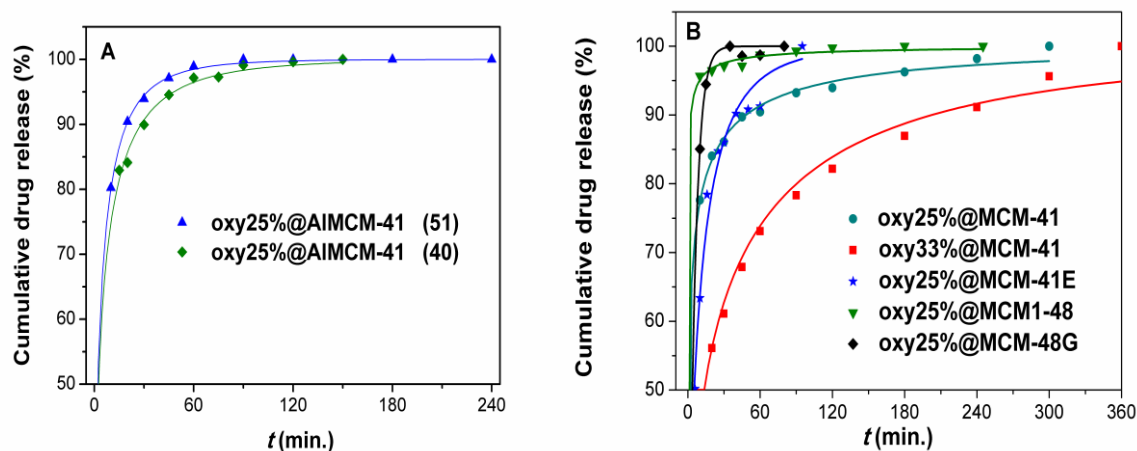 A
Cumulative drug release (%)
100
90
80
70
60
50
oxy25%@AlMCM-41 (51)
oxy25%@AlMCM-41 (40)
0 60 120 180 240
t (min.)
B
Cumulative drug release (%)
100
90
80
70
60
50
oxy25%@MCM-41
oxy33%@MCM-41
oxy25%@MCM-41E
oxy25%@MCM1-48
oxy25%@MCM-48G
0 60 120 180 240 300 360
t (min.)